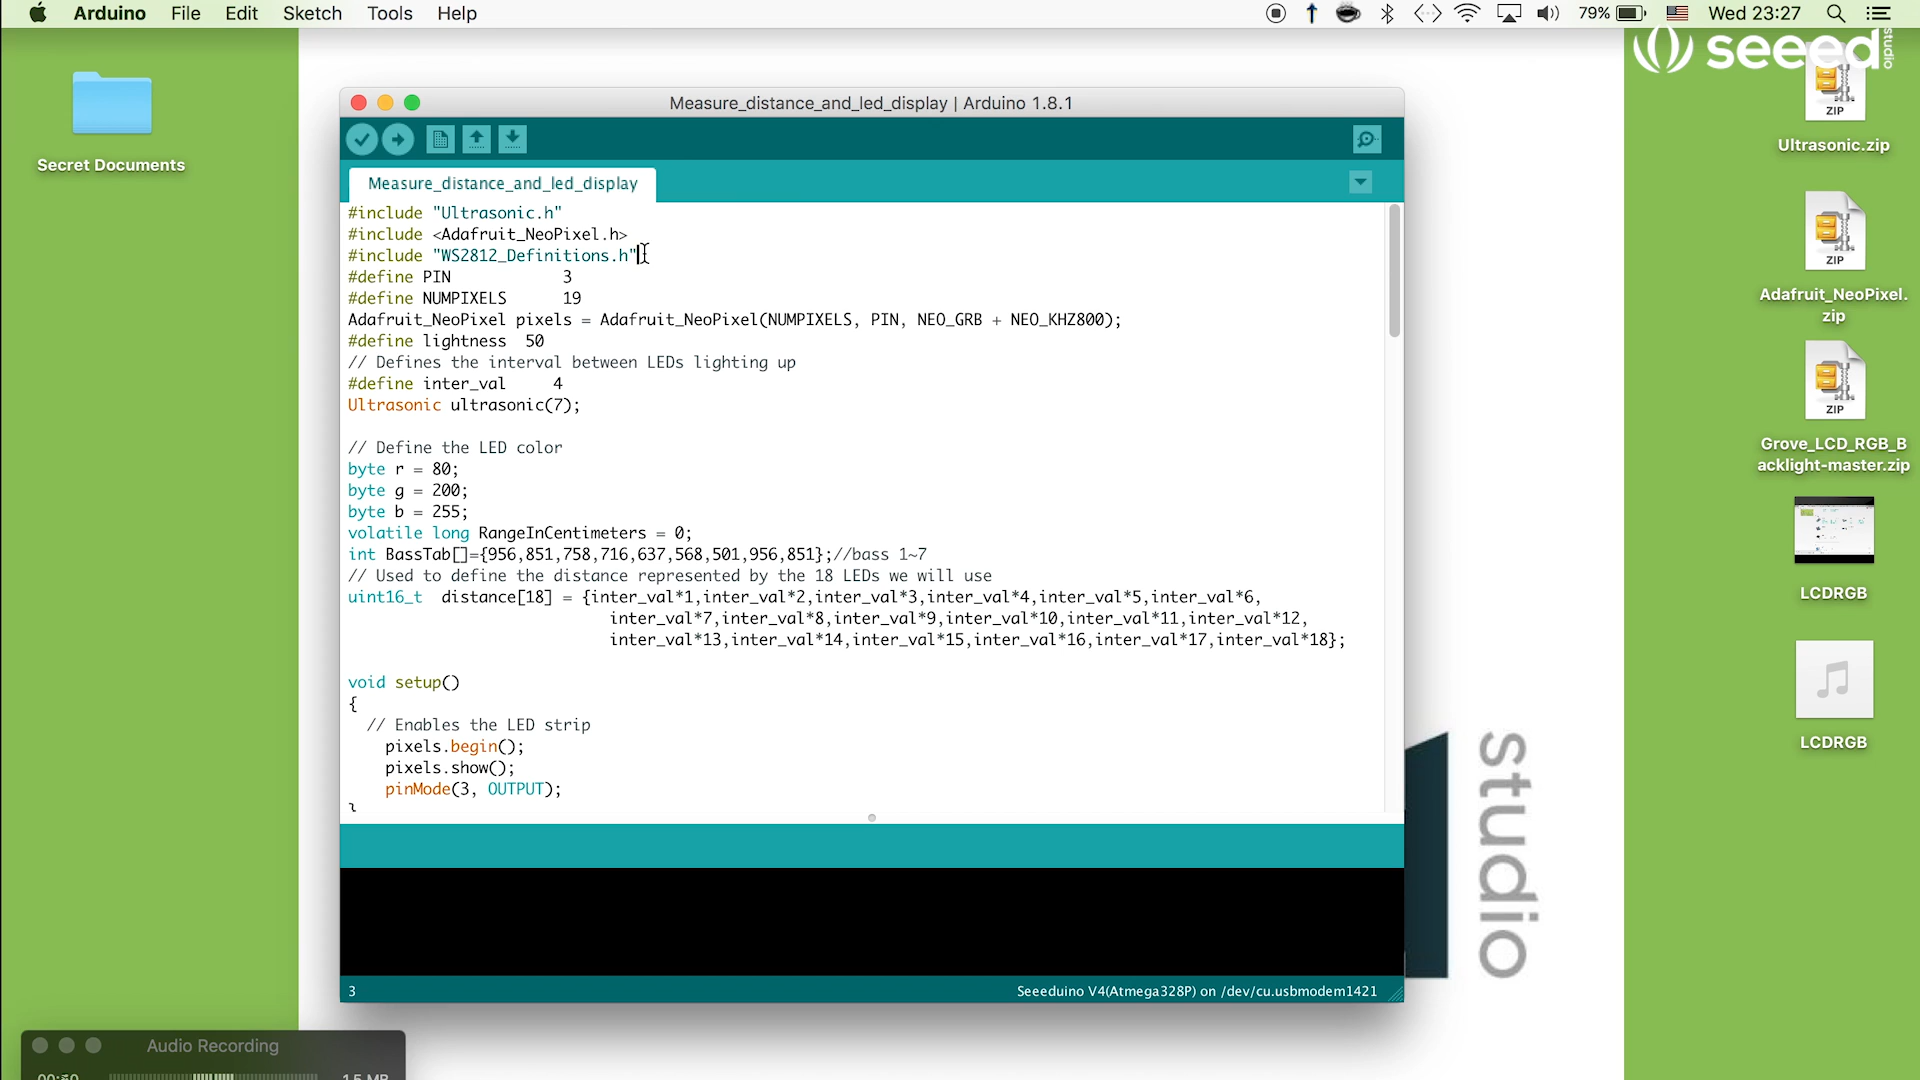 Arduino File Edit Sketch Tools Help
79% Wed 23:27
seeed
studio
Secret Documents
ZIP
Ultrasonic.zip
ZIP
Adafruit_NeoPixel.
zip
ZIP
Grove_LCD_RGB_B
acklight-master.zip
LCDRGB
LCDRGB
Measure_distance_and_led_display | Arduino 1.8.1
Measure_distance_and_led_display
#include "Ultrasonic.h"
#include <Adafruit_NeoPixel.h>
#include "WS2812_Definitions.h"
#define PIN 3
#define NUMPIXELS 19
Adafruit_NeoPixel pixels = Adafruit_NeoPixel(NUMPIXELS, PIN, NEO_GRB + NEO_KHZ800);
#define lightness 50
// Defines the interval between LEDs lighting up
#define inter_val 4
Ultrasonic ultrasonic(7);
// Define the LED color
byte r = 80;
byte g = 200;
byte b = 255;
volatile long RangeInCentimeters = 0;
int BassTab[]={956,851,758,716,637,568,501,956,851};//bass 1~7
// Used to define the distance represented by the 18 LEDs we will use
uint16_t distance[18] = {inter_val*1,inter_val*2,inter_val*3,inter_val*4,inter_val*5,inter_val*6,
inter_val*7,inter_val*8,inter_val*9,inter_val*10,inter_val*11,inter_val*12,
inter_val*13,inter_val*14,inter_val*15,inter_val*16,inter_val*17,inter_val*18};
void setup()
{
// Enables the LED strip
pixels.begin();
pixels.show();
pinMode(3, OUTPUT);
}
3
Seeeduino V4(Atmega328P) on /dev/cu.usbmodem1421
studio
Audio Recording
1.5 MB